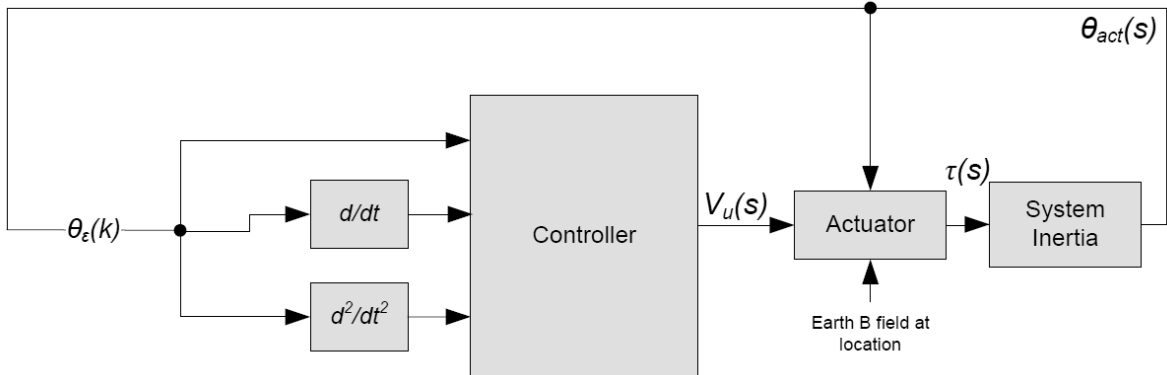 θact(s)
τ(s)
Vu(s)
d/dt
θε(k)
Controller
Actuator
System
Inertia
d²/dt²
Earth B field at
location